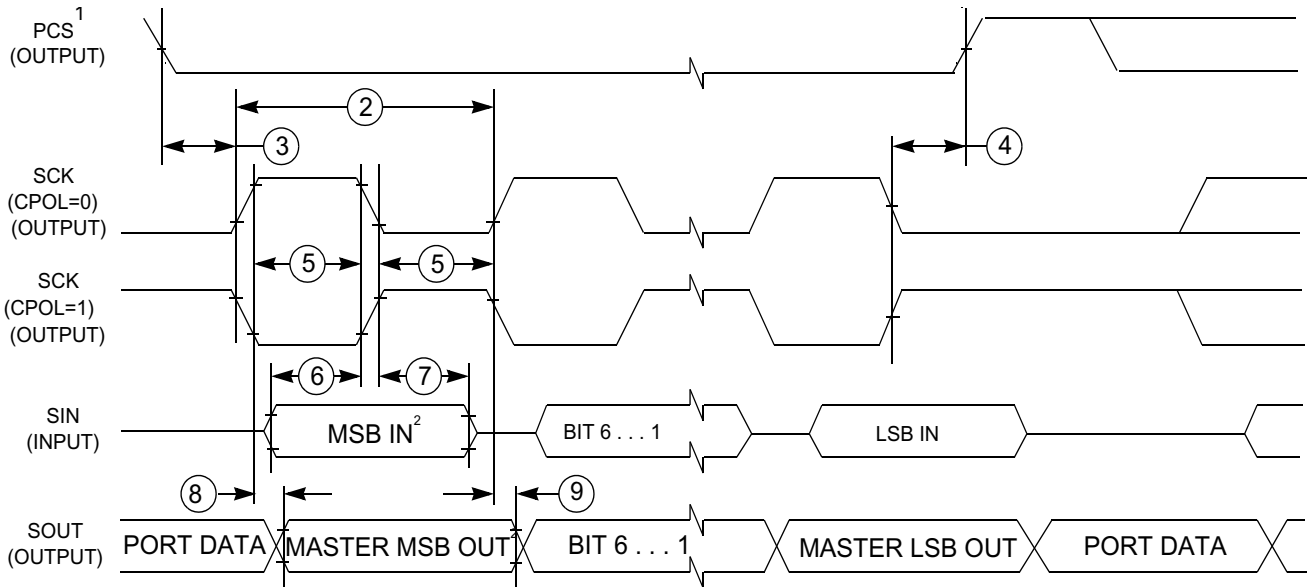 PCS1
(OUTPUT)
2
3
4
SCK
(CPOL=0)
(OUTPUT)
5
5
SCK
(CPOL=1)
(OUTPUT)
6
7
SIN
(INPUT)
MSB IN2
BIT 6 . . . 1
LSB IN
8
9
SOUT
(OUTPUT)
PORT DATA
MASTER MSB OUT2
BIT 6 . . . 1
MASTER LSB OUT
PORT DATA